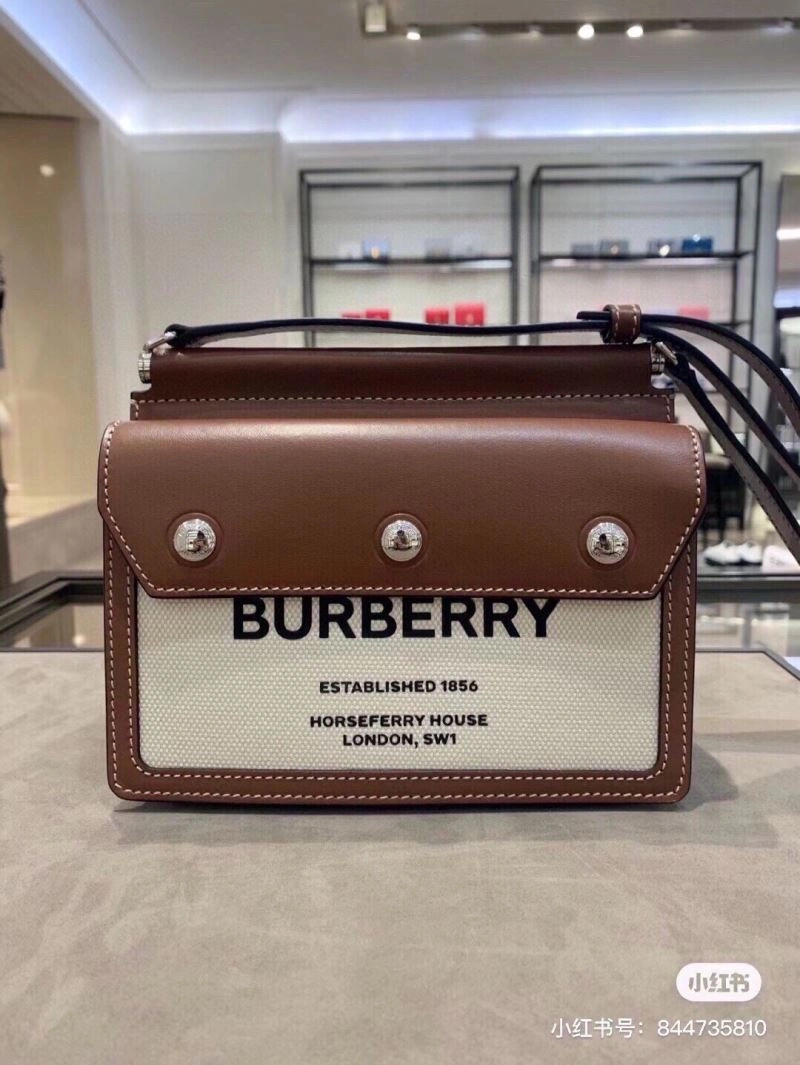 BURBERRY
ESTABLISHED 1856
HORSEFERRY HOUSE
LONDON, SW1
小红书
小红书号：844735810